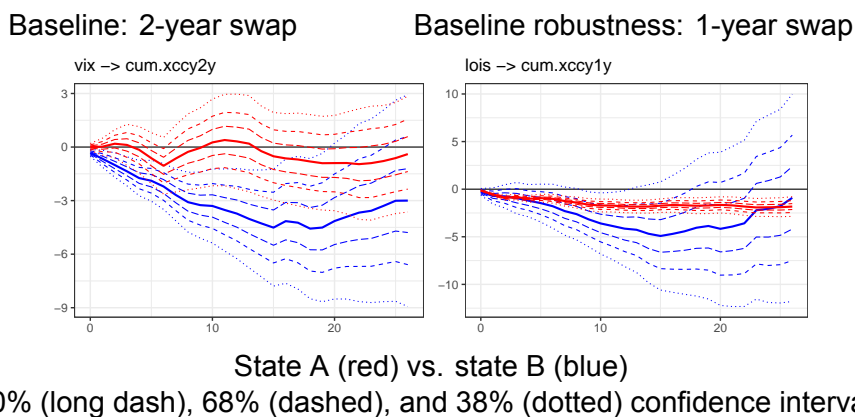 Baseline: 2-year swap
Baseline robustness: 1-year swap
vix −> cum.xccy2y
lois −> cum.xccy1y
3
0
−3
−6
−9
0
10
20
10
5
0
−5
−10
0
10
20
State A (red) vs. state B (blue)
0% (long dash), 68% (dashed), and 38% (dotted) confidence interva